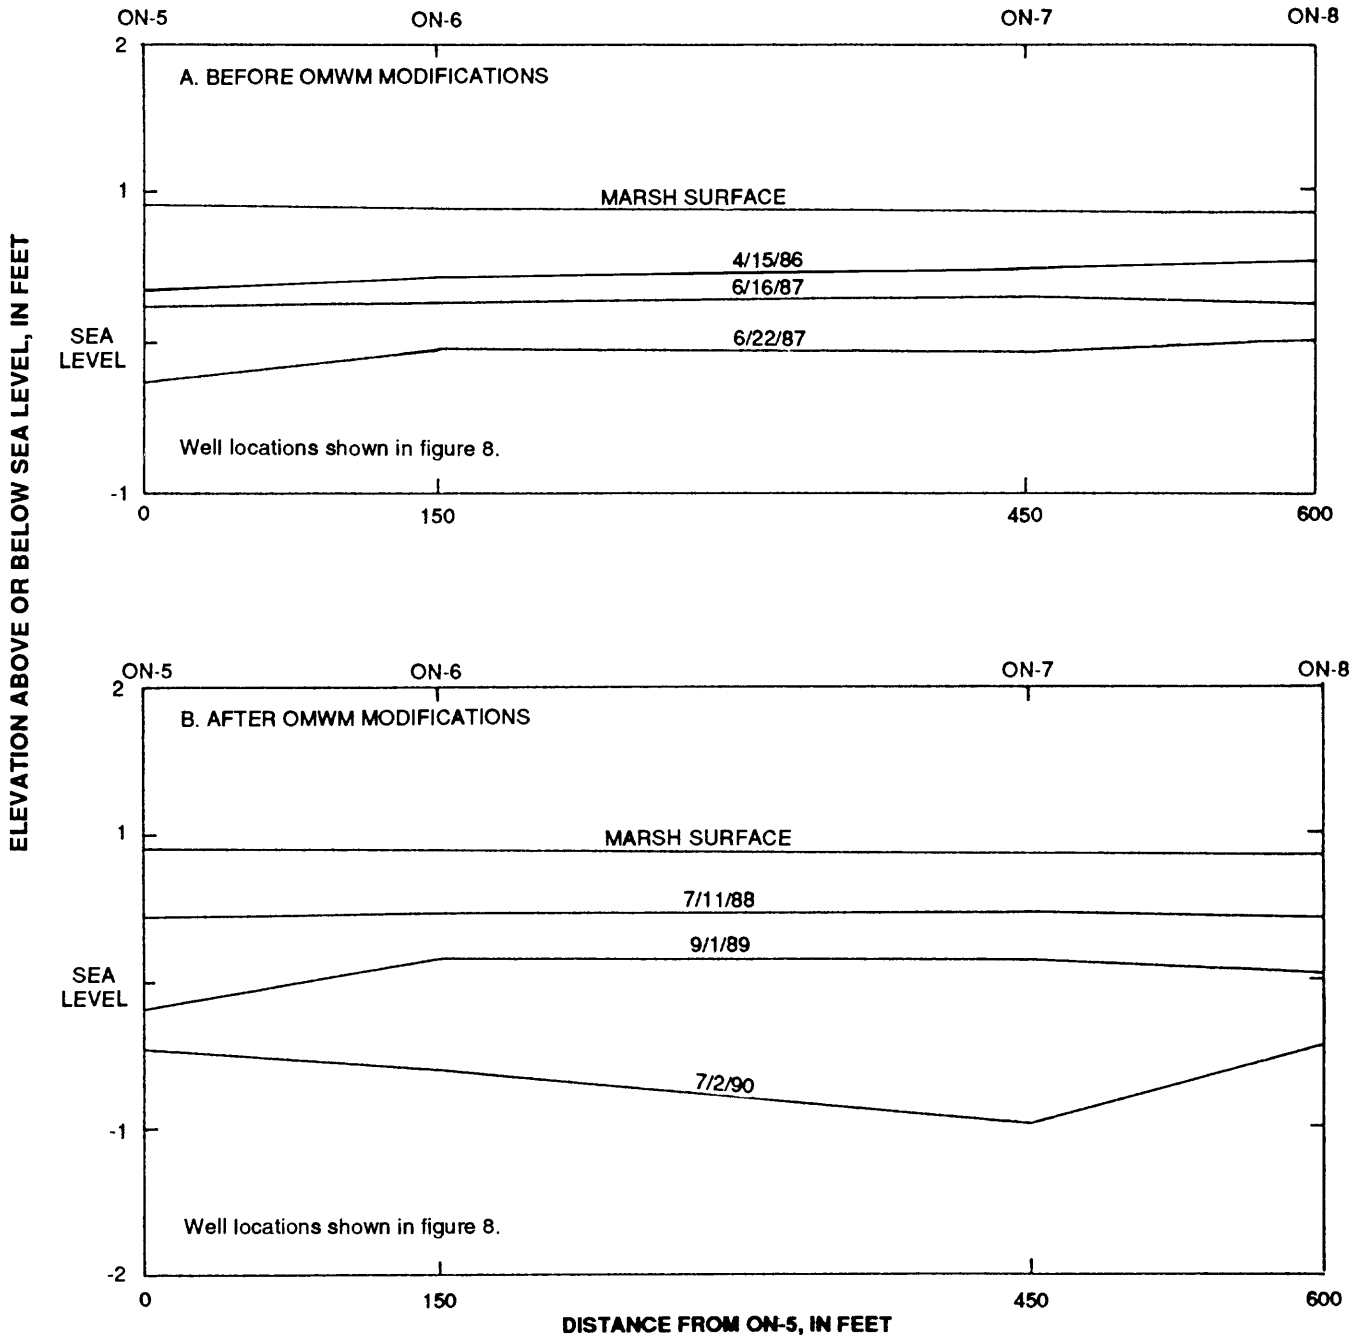 ON-5 ON-6 ON-7 ON-8
2
A. BEFORE OMWM MODIFICATIONS
1
MARSH SURFACE
4/15/86
6/16/87
SEA
LEVEL
6/22/87
Well locations shown in figure 8.
-1
0 150 450 600
ELEVATION ABOVE OR BELOW SEA LEVEL, IN FEET
ON-5 ON-6 ON-7 ON-8
2
B. AFTER OMWM MODIFICATIONS
1
MARSH SURFACE
7/11/88
9/1/89
SEA
LEVEL
7/2/90
-1
Well locations shown in figure 8.
-2
0 150 450 600
DISTANCE FROM ON-5, IN FEET